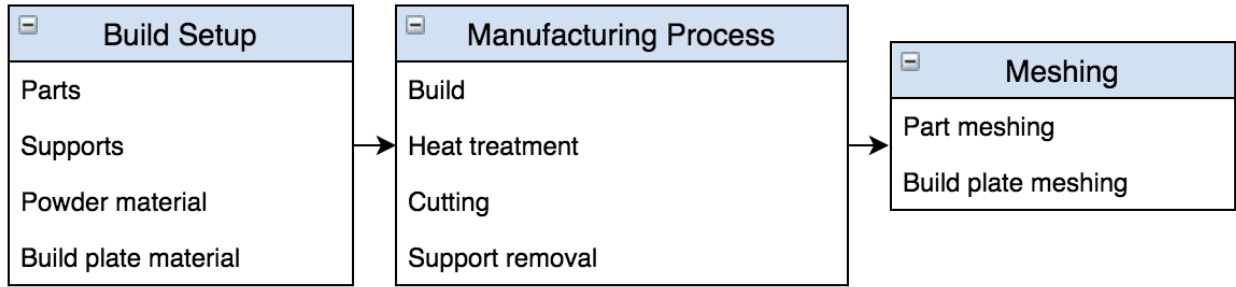 Build Setup
Parts
Supports
Powder material
Build plate material
Manufacturing Process
Build
Heat treatment
Cutting
Support removal
Meshing
Part meshing
Build plate meshing